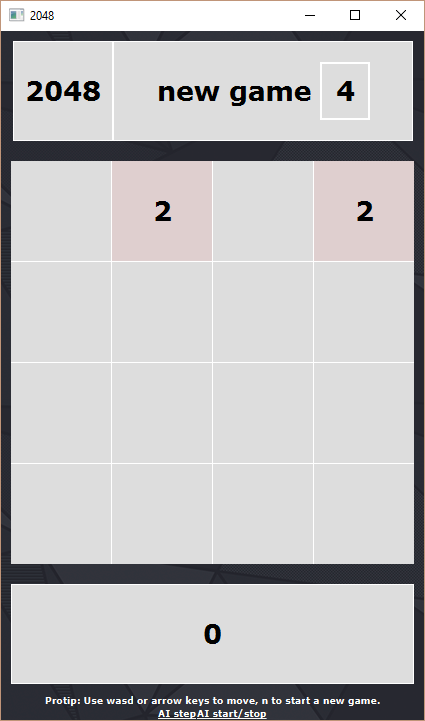 2048
2048 new game 4
2 2
0
Protip: Use wasd or arrow keys to move, n to start a new game.
AI stepAI start/stop